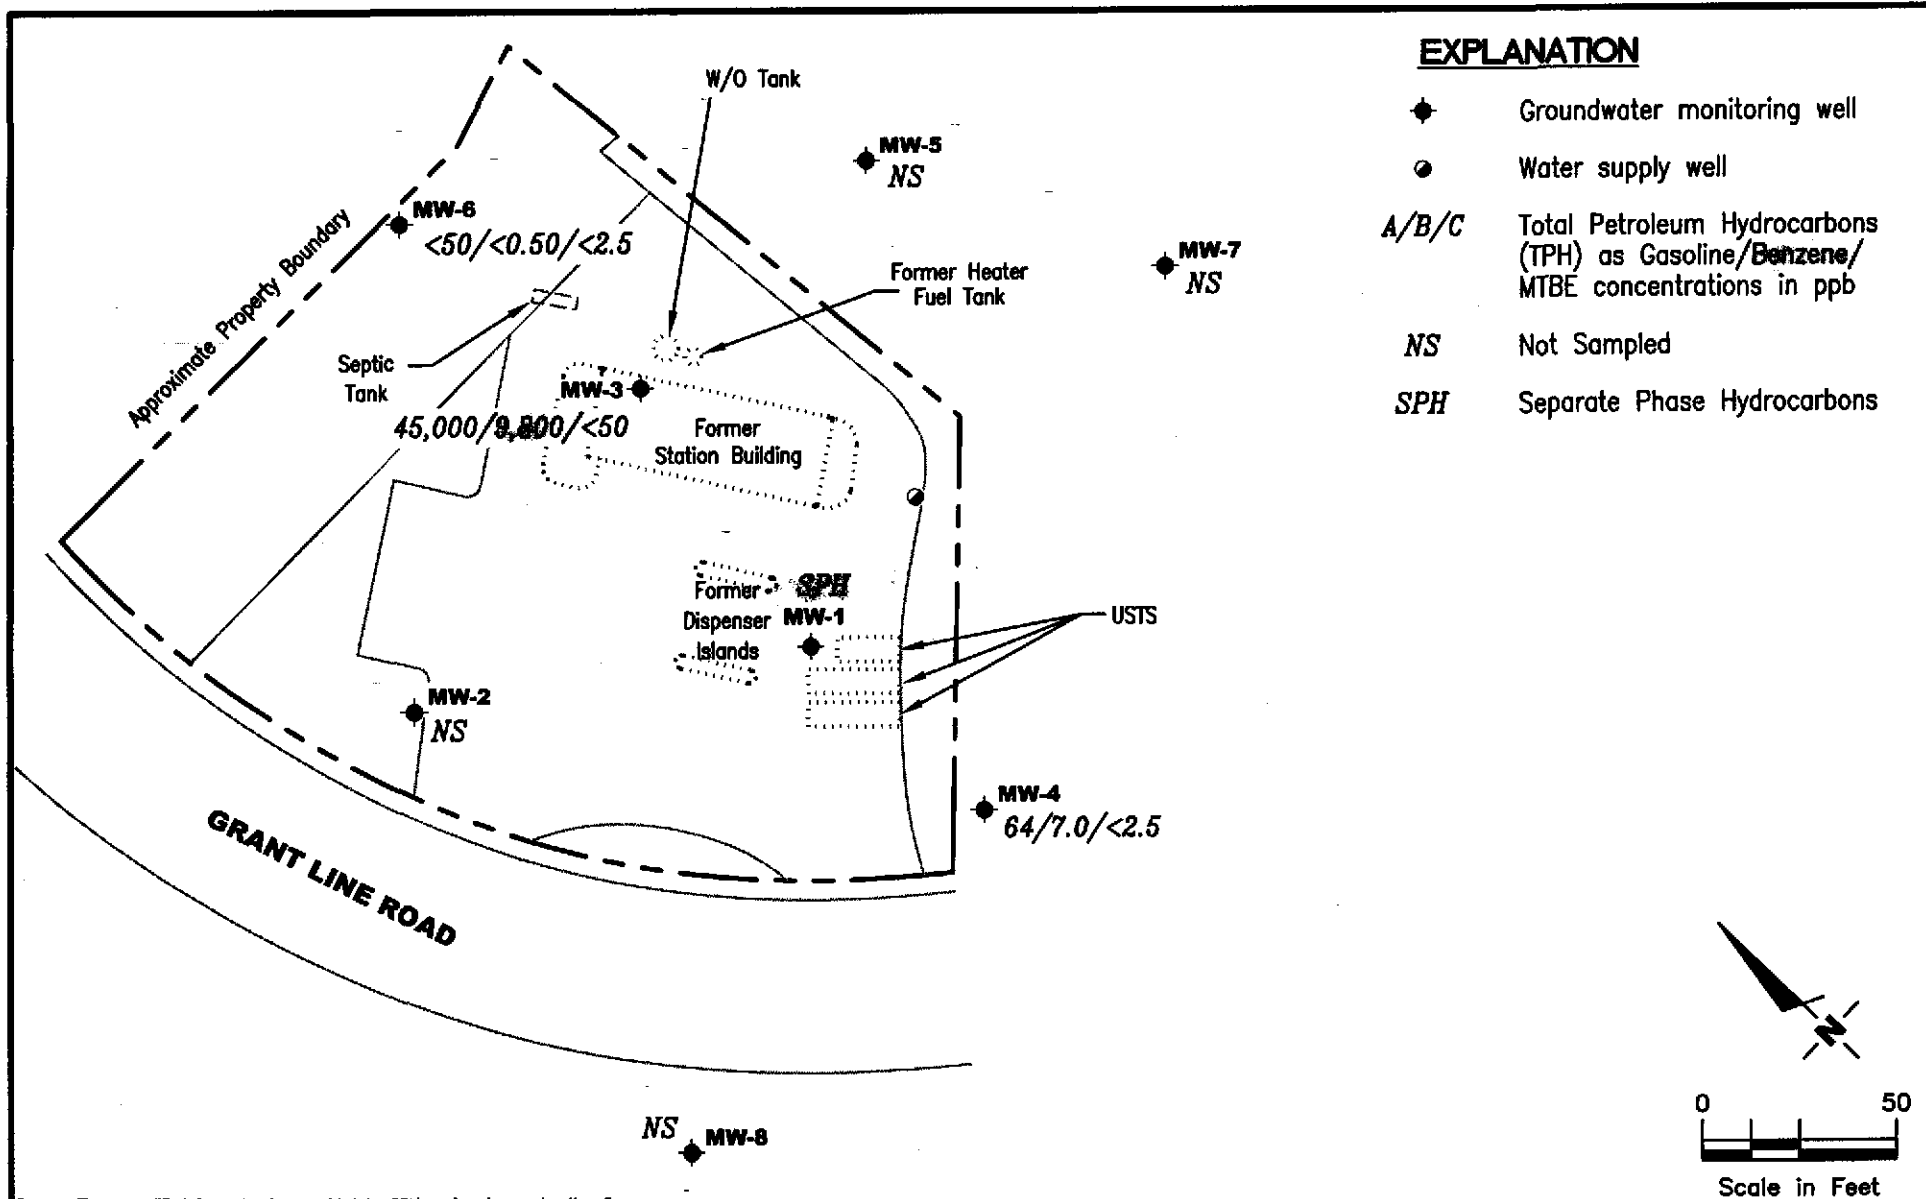 EXPLANATION
Groundwater monitoring well
Water supply well
A/B/C Total Petroleum Hydrocarbons
(TPH) as Gasoline/Benzene/
MTBE concentrations in ppb
NS Not Sampled
SPH Separate Phase Hydrocarbons
W/O Tank
MW-5
NS
MW-6
<50/<0.50/<2.5
MW-7
NS
Approximate Property Boundary
Former Heater
Fuel Tank
Septic
Tank
MW-3
<50
45,000/
Former
Station Building
SPH
Former
Dispenser
Islands
MW-1
USTS
MW-2
NS
MW-4
64/7.0/<2.5
GRANT LINE ROAD
NS
MW-8
N
0 50
Scale in Feet